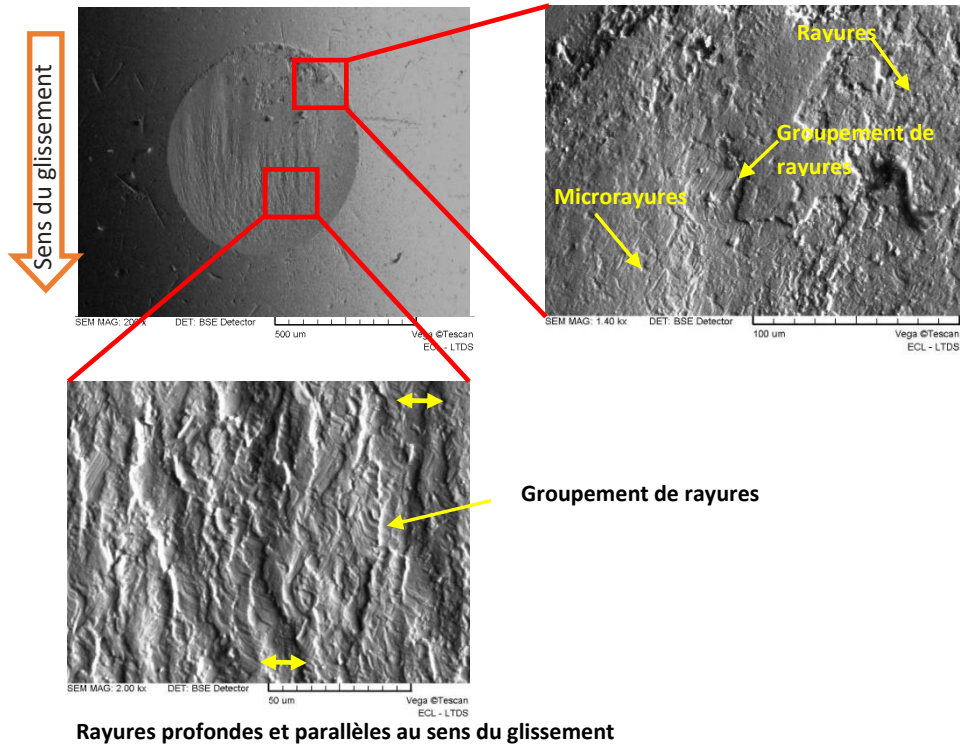 Sens du glissement
SEM MAG: 200 x DET: BSE Detector
500 um Vega ©Tescan
ECL - LTDS
Rayures
Groupement de
rayures
Microrayures
SEM MAG: 1.40 kx DET: BSE Detector
100 um Vega ©Tescan
ECL - LTDS
Groupement de rayures
SEM MAG: 2.00 kx DET: BSE Detector
50 um Vega ©Tescan
ECL - LTDS
Rayures profondes et parallèles au sens du glissement